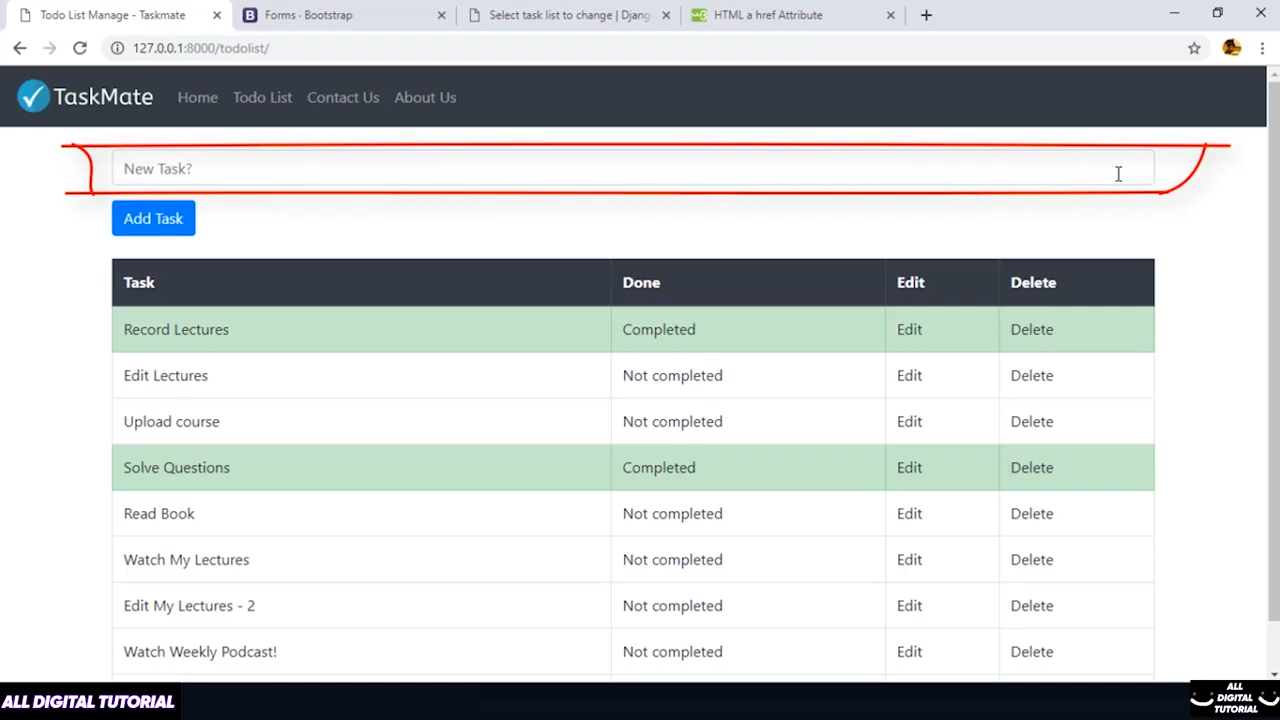 Todo List Manage - Taskmate
Forms · Bootstrap
Select task list to change | Djang
HTML a href Attribute
127.0.0.1:8000/todolist/
TaskMate Home Todo List Contact Us About Us
New Task?
Add Task
Task Done Edit Delete
Record Lectures Completed Edit Delete
Edit Lectures Not completed Edit Delete
Upload course Not completed Edit Delete
Solve Questions Completed Edit Delete
Read Book Not completed Edit Delete
Watch My Lectures Not completed Edit Delete
Edit My Lectures - 2 Not completed Edit Delete
Watch Weekly Podcast! Not completed Edit Delete
ALL DIGITAL TUTORIAL
ALL
DIGITAL
TUTORIAL